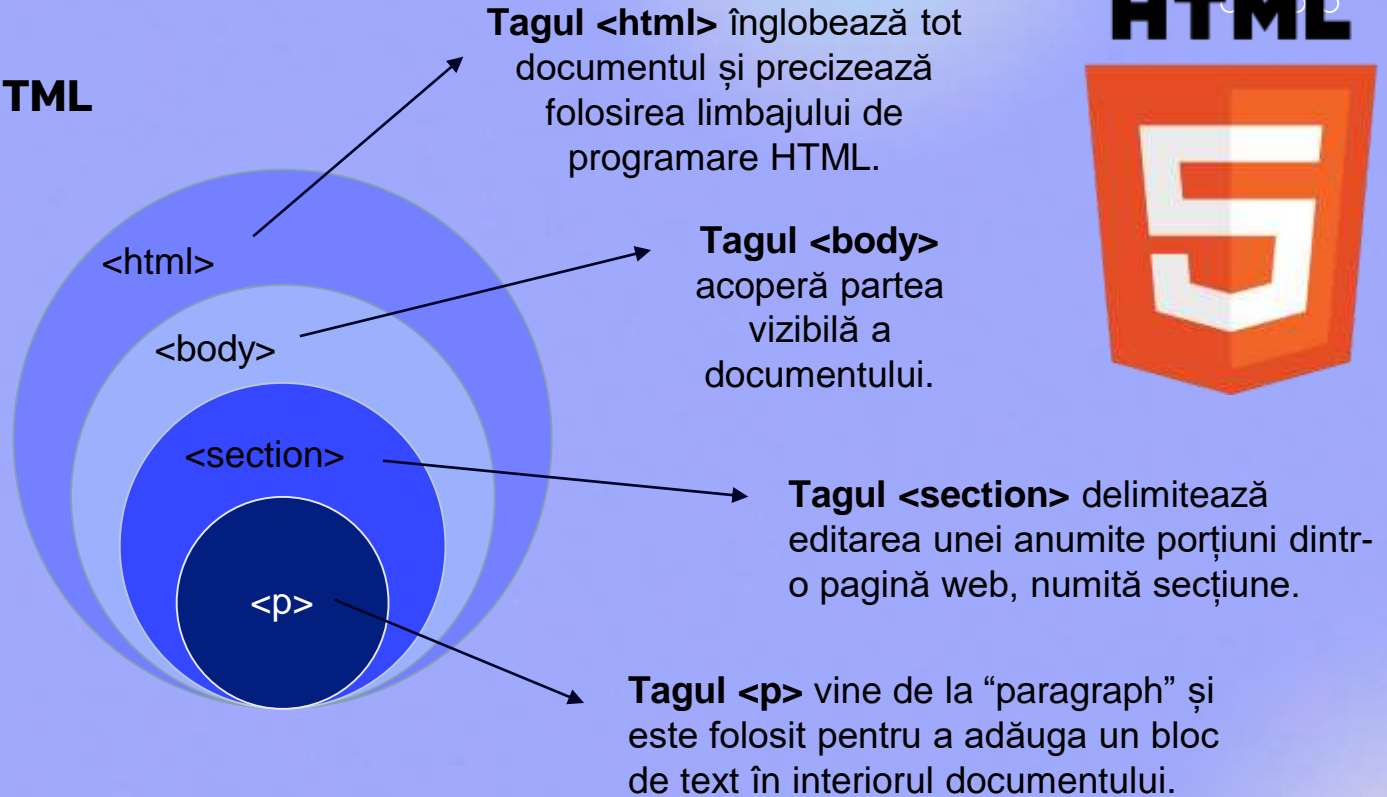 HTML
TML
Tagul <html> înglobează tot
documentul și precizează
folosirea limbajului de
programare HTML.
<html>
Tagul <body>
acoperă partea
vizibilă a
documentului.
<body>
<section>
Tagul <section> delimitează
editarea unei anumite porțiuni dintr-
o pagină web, numită secțiune.
<p>
Tagul <p> vine de la “paragraph” și
este folosit pentru a adăuga un bloc
de text în interiorul documentului.
5